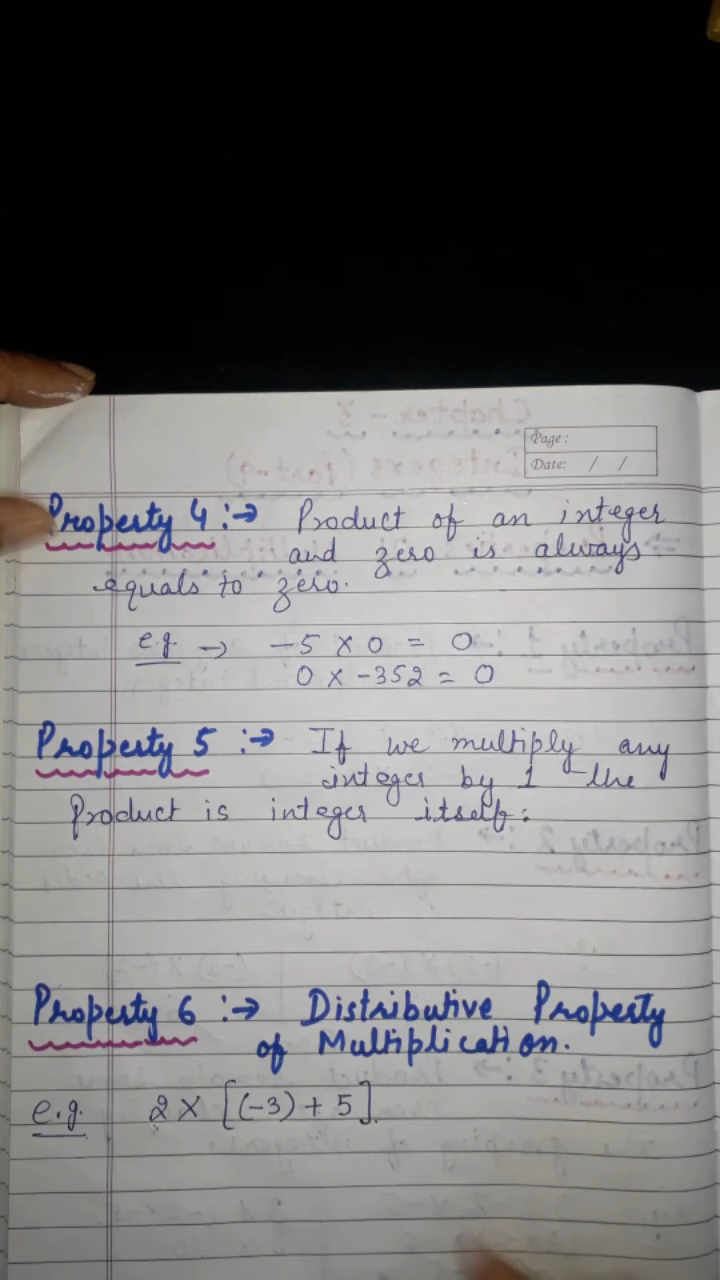 Page:
Date: / /
Property 4 :→ Product of an integer
and zero is always
equals to zero.
e.g. → -5 × 0 = 0
0 × -352 = 0
Property 5 :→ If we multiply any
integer by 1 the
Product is integer itself.
Property 6 :→ Distributive Property
of Multiplication.
e.g. 2 × [(-3) + 5]